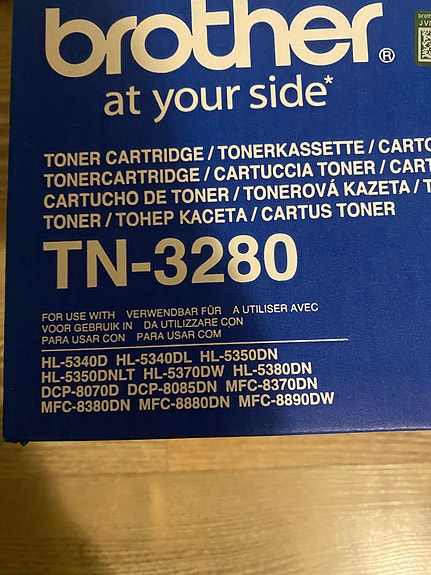 brother®
at your side*
TONER CARTRIDGE / TONERKASSETTE /
TONERCARTRIDGE / CARTUCCIA TONER /
CARTUCHO DE TONER / TONEROVÁ KAZETA /
TONER / ТОНЕР КАСЕТА / CARTUS TONER
TN-3280
FOR USE WITH VERWENDBAR FÜR A UTILISER AVEC
VOOR GEBRUIK IN DA UTILIZZARE CON
PARA USAR CON PARA USAR COM
HL-5340D HL-5340DL HL-5350DN
HL-5350DNLT HL-5370DW HL-5380DN
DCP-8070D DCP-8085DN MFC-8370DN
MFC-8380DN MFC-8880DN MFC-8890DW